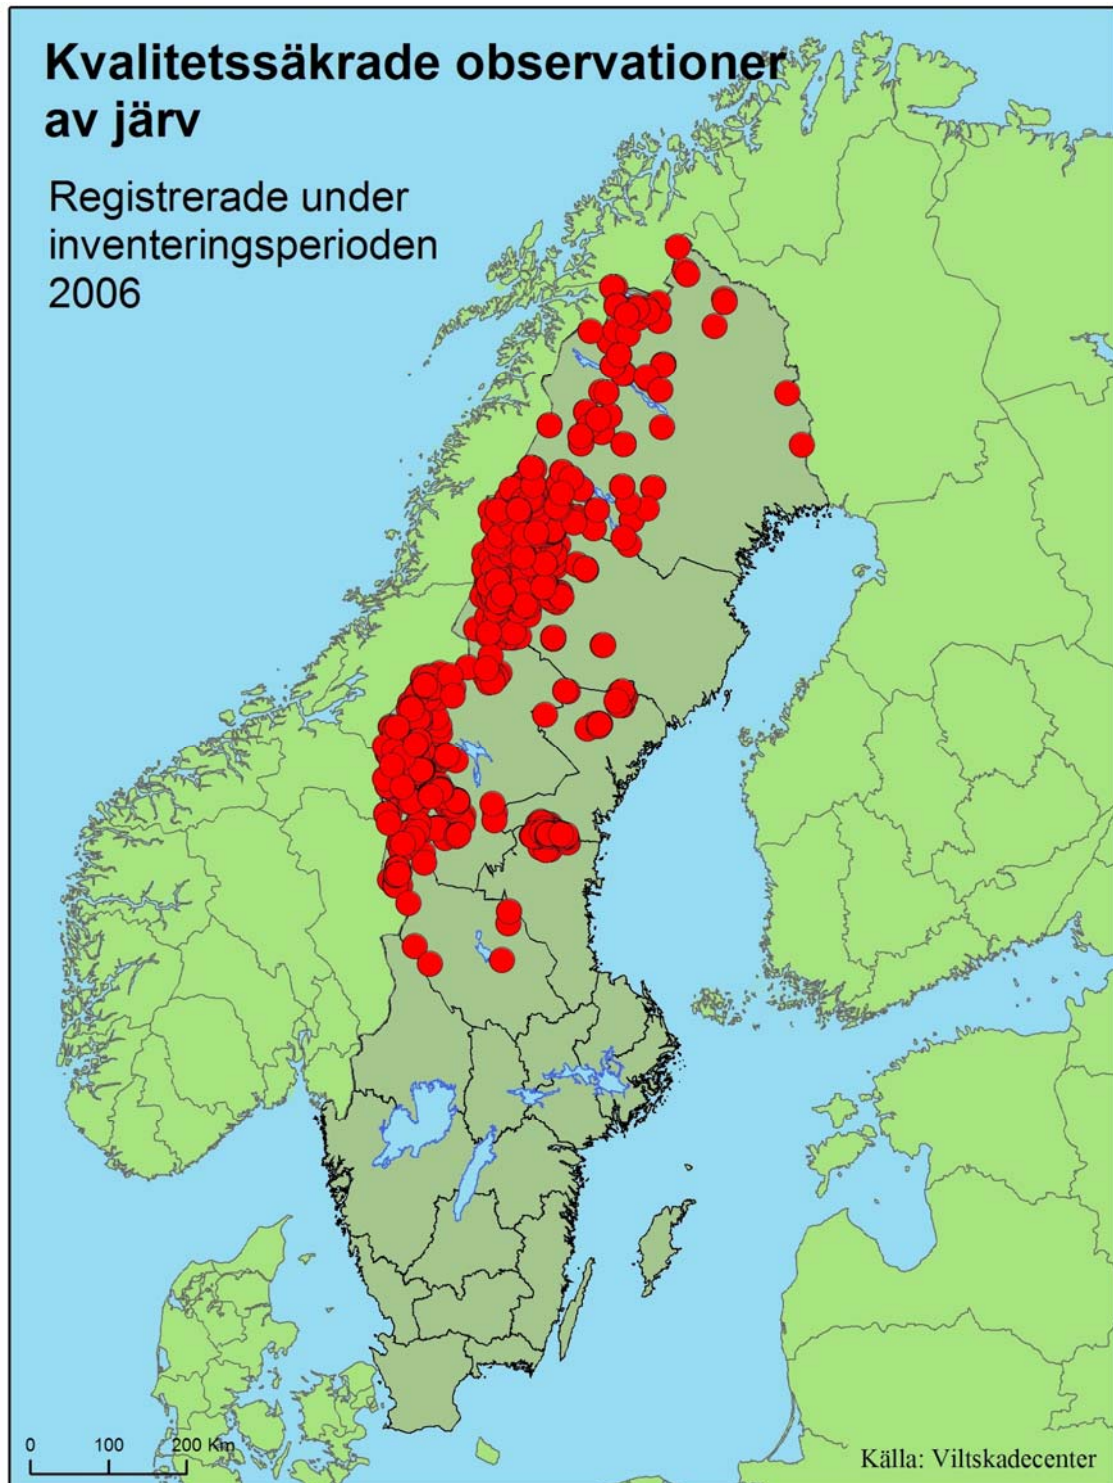 Kvalitetssäkrade observationer
av järv
Registrerade under
inventeringsperioden
2006
0 100 200 Km
Källa: Viltskadecenter